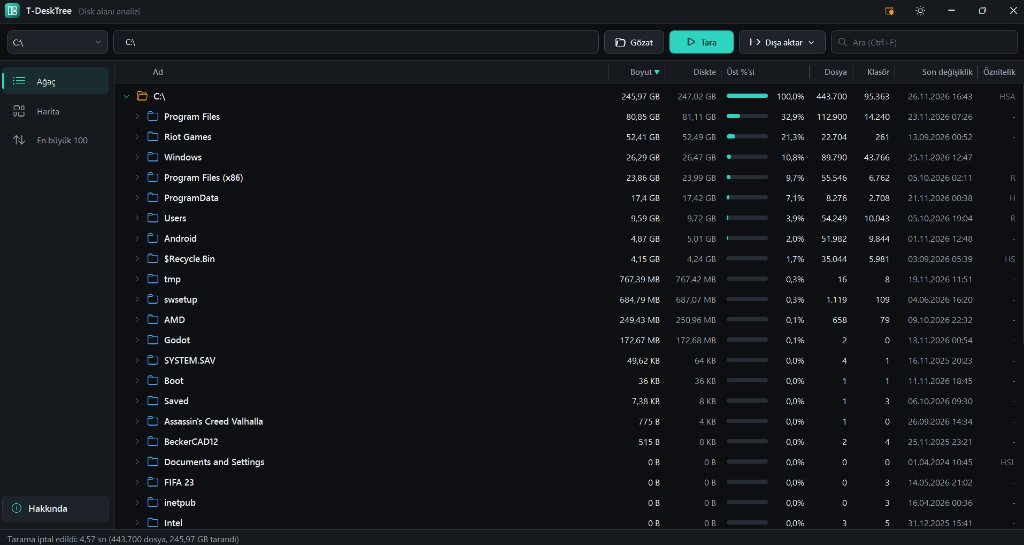 T-DeskTree Disk alanı analizi
C:\ C:\ Gözat Tara Dışa aktar Ara (Ctrl+F)
Ağaç
Harita
En büyük 100
Hakkında
Ad Boyut Diskte Üst %'si Dosya Klasör Son değişiklik Öznitelik
C:\ 245,97 GB 247,02 GB 100,0% 443.700 95.363 26.11.2026 16:43 HSA
Program Files 80,85 GB 81,11 GB 32,9% 112.900 14.240 23.11.2026 07:26 -
Riot Games 52,41 GB 52,49 GB 21,3% 22.704 261 13.09.2026 00:52 -
Windows 26,29 GB 26,47 GB 10,8% 89.790 43.766 25.11.2026 12:47 -
Program Files (x86) 23,86 GB 23,99 GB 9,7% 55.546 6.762 05.10.2026 02:11 R
ProgramData 17,4 GB 17,42 GB 7,1% 8.276 2.708 21.11.2026 00:38 H
Users 9,59 GB 9,72 GB 3,9% 54.249 10.043 05.10.2026 19:04 R
Android 4,87 GB 5,01 GB 2,0% 51.982 9.844 01.11.2026 12:48 -
$Recycle.Bin 4,15 GB 4,24 GB 1,7% 35.044 5.981 03.09.2026 05:39 HS
tmp 767,39 MB 767,42 MB 0,3% 16 8 19.11.2026 11:51 -
swsetup 684,79 MB 687,07 MB 0,3% 1.119 109 04.06.2026 16:20 -
AMD 249,43 MB 250,96 MB 0,1% 658 79 09.10.2026 22:32 -
Godot 172,67 MB 172,68 MB 0,1% 2 0 13.11.2026 00:54 -
SYSTEM.SAV 49,62 KB 64 KB 0,0% 4 1 16.11.2025 20:23 -
Boot 36 KB 36 KB 0,0% 1 1 11.11.2026 18:45 -
Saved 7,38 KB 8 KB 0,0% 1 3 06.10.2026 09:30 -
Assassin's Creed Valhalla 775 B 4 KB 0,0% 1 0 26.09.2026 14:34 -
BeckerCAD12 515 B 8 KB 0,0% 2 4 25.11.2025 23:21 -
Documents and Settings 0 B 0 B 0,0% 0 0 01.04.2024 10:45 HSL
FIFA 23 0 B 0 B 0,0% 0 3 14.05.2026 21:02 -
inetpub 0 B 0 B 0,0% 0 3 16.04.2026 00:36 -
Intel 0 B 0 B 0,0% 3 5 31.12.2025 15:41 -
Tarama iptal edildi: 4,57 sn (443.700 dosya, 245,97 GB tarandı)